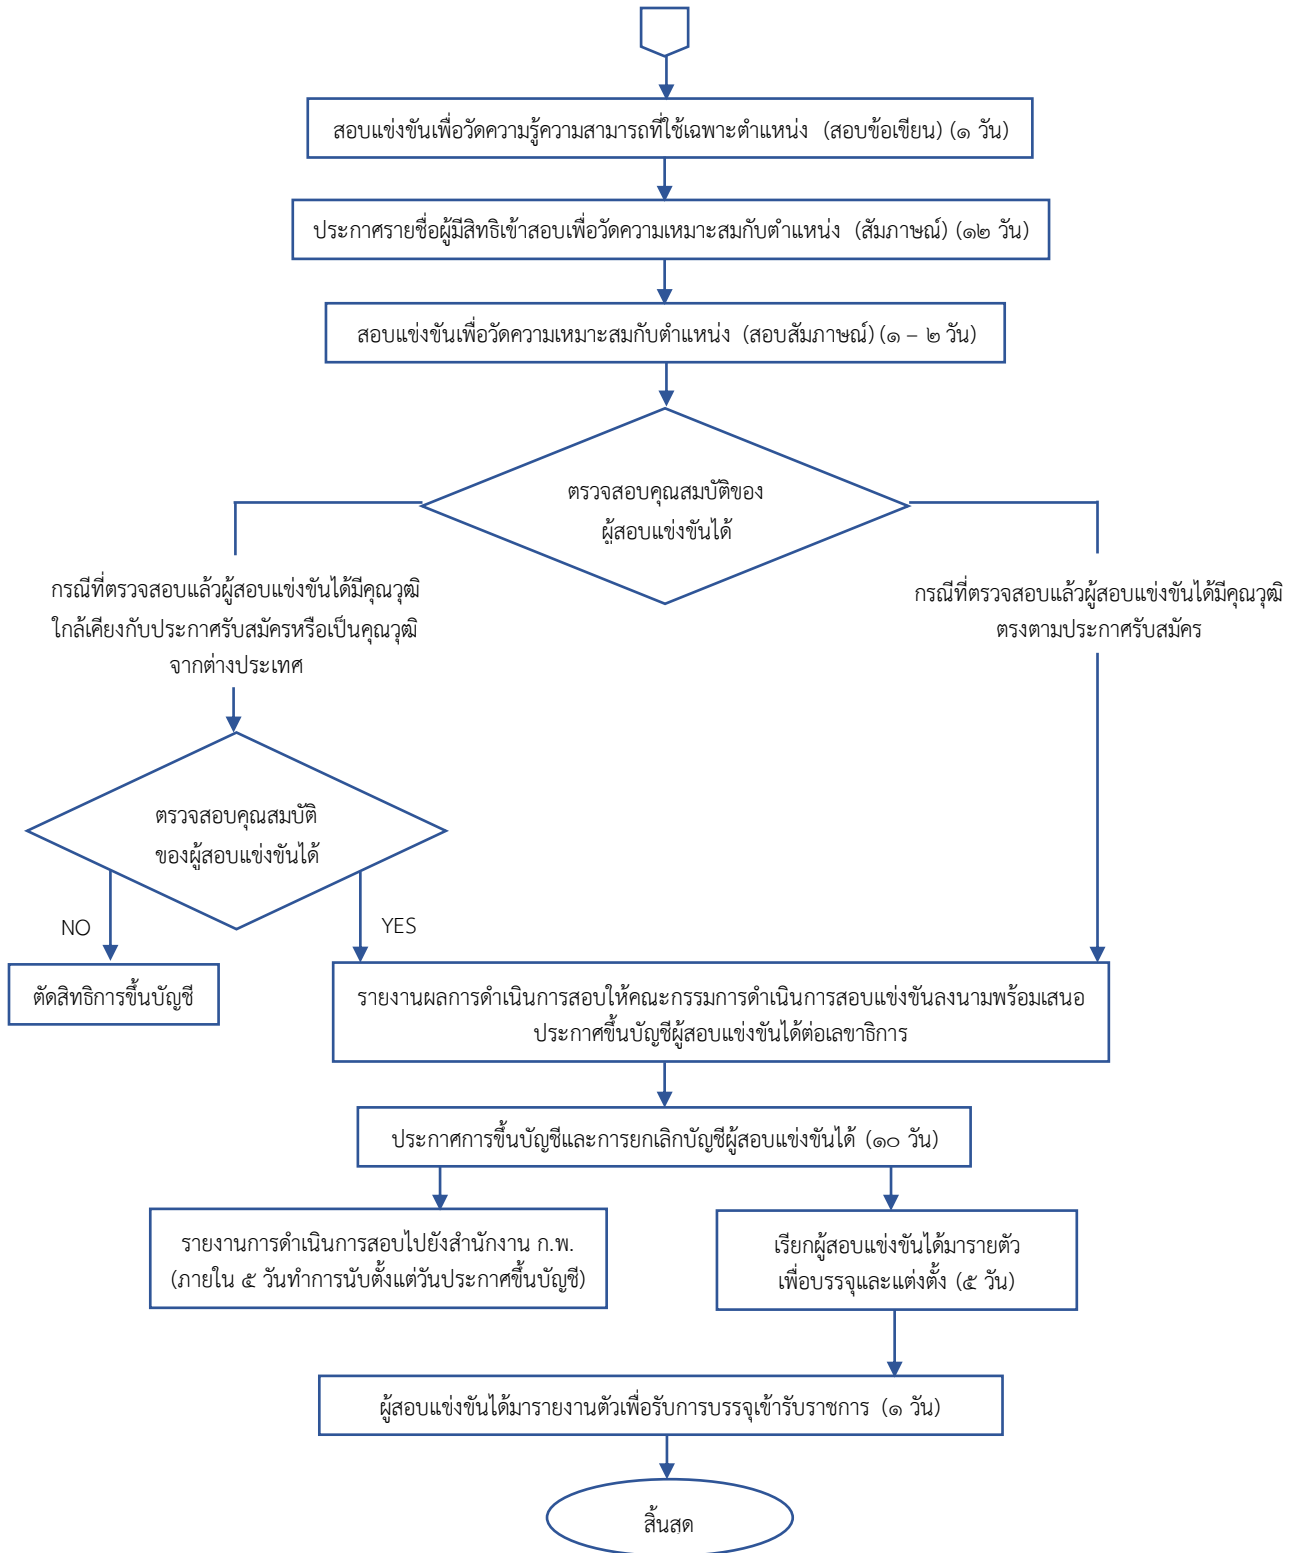 สอบแข่งขันเพื่อวัดความรู้ความสามารถที่ใช้เฉพาะตำแหน่ง (สอบข้อเขียน) (๑ วัน)
ประกาศรายชื่อผู้มีสิทธิเข้าสอบเพื่อวัดความเหมาะสมกับตำแหน่ง (สัมภาษณ์) (๑๒ วัน)
สอบแข่งขันเพื่อวัดความเหมาะสมกับตำแหน่ง (สอบสัมภาษณ์) (๑ – ๒ วัน)
ตรวจสอบคุณสมบัติของ
ผู้สอบแข่งขันได้
กรณีที่ตรวจสอบแล้วผู้สอบแข่งขันได้มีคุณวุฒิ
ใกล้เคียงกับประกาศรับสมัครหรือเป็นคุณวุฒิ
จากต่างประเทศ
กรณีที่ตรวจสอบแล้วผู้สอบแข่งขันได้มีคุณวุฒิ
ตรงตามประกาศรับสมัคร
ตรวจสอบคุณสมบัติ
ของผู้สอบแข่งขันได้
NO
YES
ตัดสิทธิการขึ้นบัญชี
รายงานผลการดำเนินการสอบให้คณะกรรมการดำเนินการสอบแข่งขันลงนามพร้อมเสนอ
ประกาศขึ้นบัญชีผู้สอบแข่งขันได้ต่อเลขาธิการ
ประกาศการขึ้นบัญชีและการยกเลิกบัญชีผู้สอบแข่งขันได้ (๑๐ วัน)
รายงานการดำเนินการสอบไปยังสำนักงาน ก.พ.
(ภายใน ๕ วันทำการนับตั้งแต่วันประกาศขึ้นบัญชี)
เรียกผู้สอบแข่งขันได้มารายตัว
เพื่อบรรจุและแต่งตั้ง (๕ วัน)
ผู้สอบแข่งขันได้มารายงานตัวเพื่อรับการบรรจุเข้ารับราชการ (๑ วัน)
สิ้นสุด